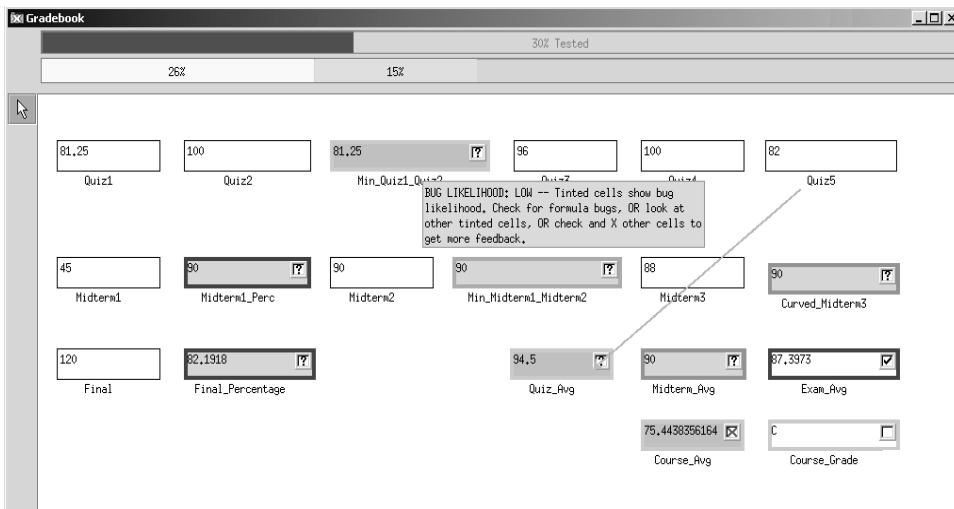 Gradebook
30% Tested
26% 15%
81.25 100 81.25 96 100 82
Quiz1 Quiz2 Min_Quiz1_Quiz2 Quiz3 Quiz4 Quiz5
BUG LIKELIHOOD: LOW -- Tinted cells show bug
likelihood. Check for formula bugs, OR look at
other tinted cells, OR check and X other cells to
get more feedback.
45 90 90 90 88 90
Midterm1 Midterm1_Perc Midterm2 Min_Midterm1_Midterm2 Midterm3 Curved_Midterm3
120 82.1918 94.5 90 87.3973
Final Final_Percentage Quiz_Avg Midterm_Avg Exam_Avg
75.4438356164 C
Course_Avg Course_Grade